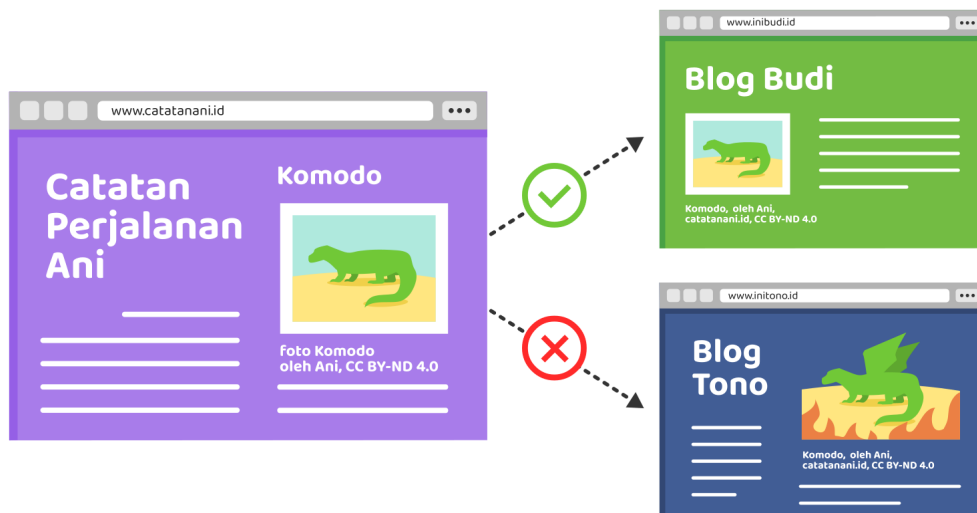 www.catatanani.id
Catatan
Perjalanan
Ani
Komodo
foto Komodo
oleh Ani, CC BY-ND 4.0
www.inibudi.id
Blog Budi
Komodo, oleh Ani,
catatanani.id, CC BY-ND 4.0
www.initono.id
Blog
Tono
Komodo, oleh Ani,
catatanani.id, CC BY-ND 4.0